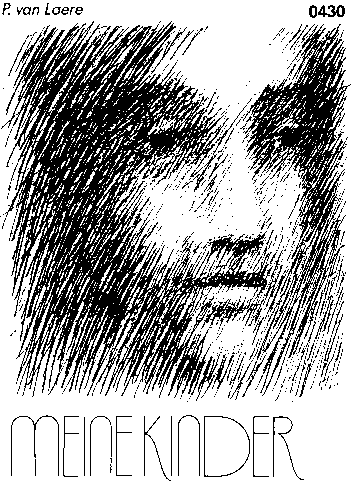 P. van Laere
0430
MEINE KINDER